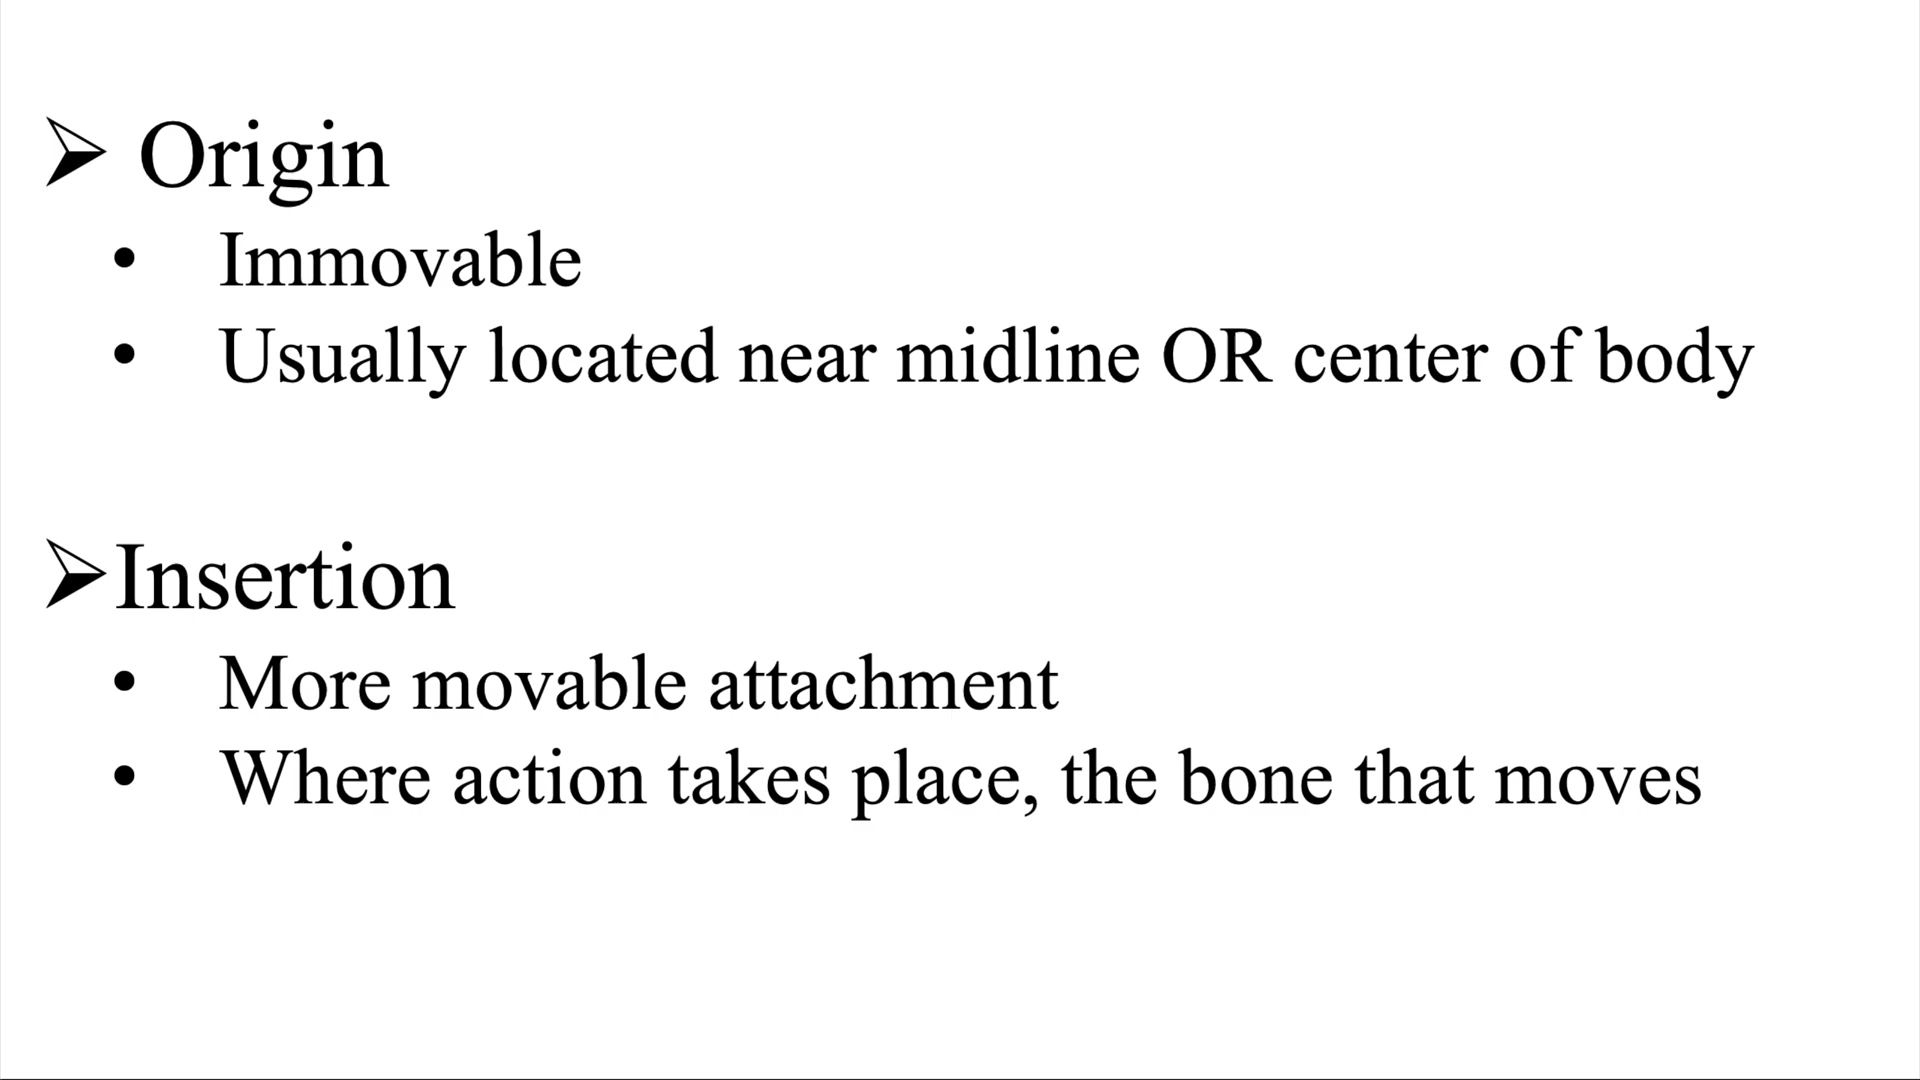 ➢ Origin
• Immovable
• Usually located near midline OR center of body
➢Insertion
• More movable attachment
• Where action takes place, the bone that moves